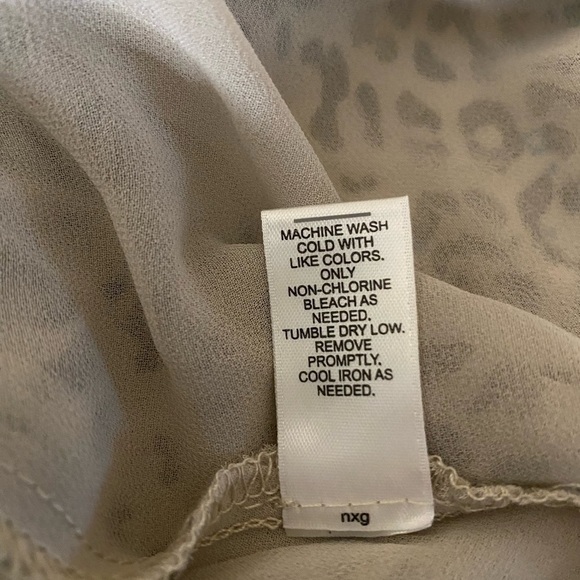 MACHINE WASH
COLD WITH
LIKE COLORS.
ONLY
NON-CHLORINE
BLEACH AS
NEEDED.
TUMBLE DRY LOW.
REMOVE
PROMPTLY.
COOL IRON AS
NEEDED.
nxg